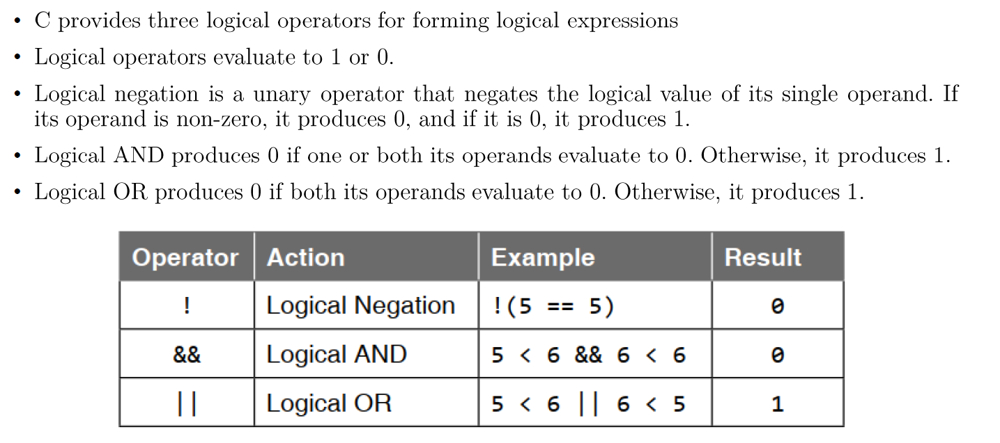 • C provides three logical operators for forming logical expressions
• Logical operators evaluate to 1 or 0.
• Logical negation is a unary operator that negates the logical value of its single operand. If
its operand is non-zero, it produces 0, and if it is 0, it produces 1.
• Logical AND produces 0 if one or both its operands evaluate to 0. Otherwise, it produces 1.
• Logical OR produces 0 if both its operands evaluate to 0. Otherwise, it produces 1.
Operator Action Example Result
! Logical Negation !(5 == 5) 0
&& Logical AND 5 < 6 && 6 < 6 0
|| Logical OR 5 < 6 || 6 < 5 1